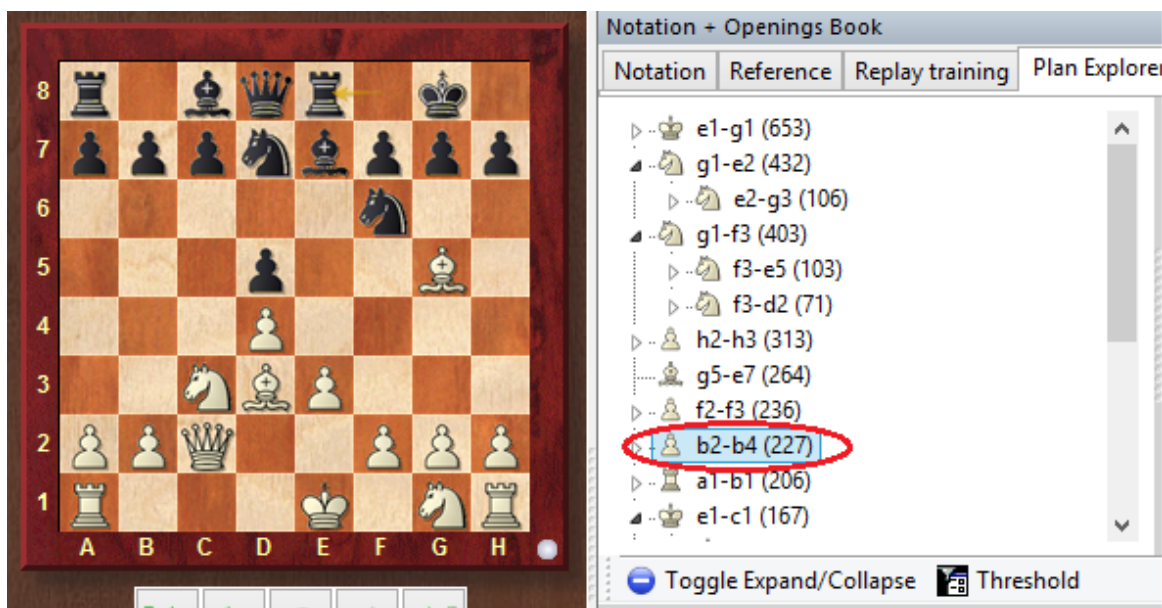 Notation + Openings Book
Notation Reference Replay training Plan Explorer
8
7
6
5
4
3
2
1
A B C D E F G H
e1-g1 (653)
g1-e2 (432)
e2-g3 (106)
g1-f3 (403)
f3-e5 (103)
f3-d2 (71)
h2-h3 (313)
g5-e7 (264)
f2-f3 (236)
b2-b4 (227)
a1-b1 (206)
e1-c1 (167)
Toggle Expand/Collapse Threshold